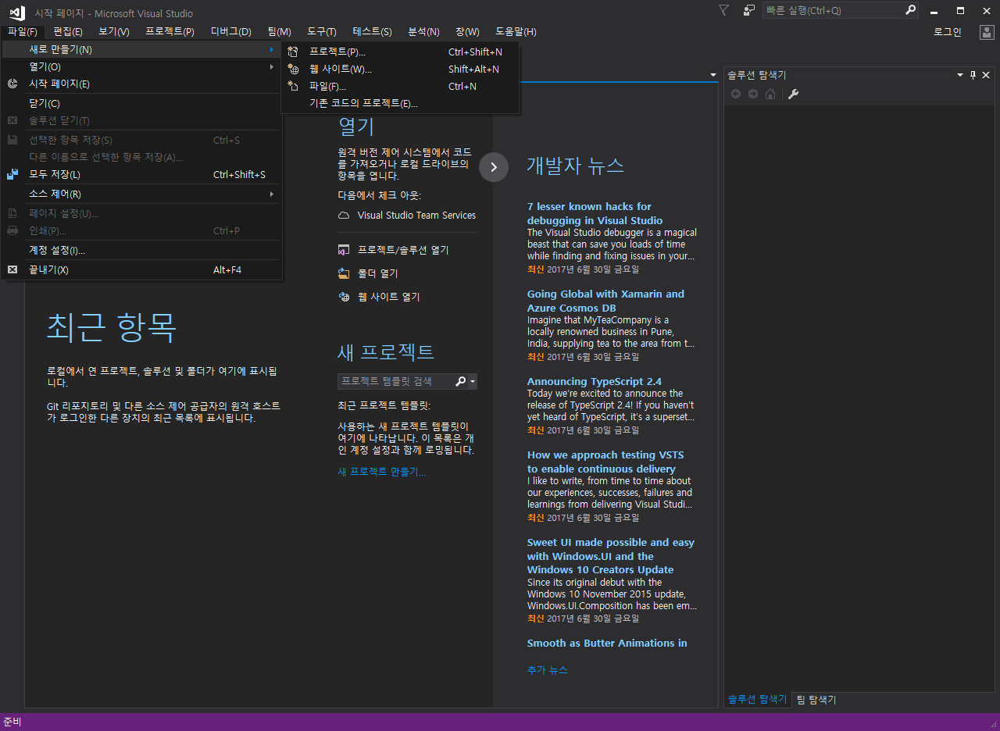 시작 페이지 - Microsoft Visual Studio
빠른 실행(Ctrl+Q)
파일(F) 편집(E) 보기(V) 프로젝트(P) 디버그(D) 팀(M) 도구(T) 테스트(S) 분석(N) 창(W) 도움말(H)
로그인
새로 만들기(N)
열기(O)
시작 페이지(E)
닫기(C)
솔루션 닫기(T)
선택한 항목 저장(S) Ctrl+S
다른 이름으로 선택한 항목 저장(A)...
모두 저장(L) Ctrl+Shift+S
소스 제어(R)
페이지 설정(U)...
인쇄(P)... Ctrl+P
계정 설정(I)...
끝내기(X) Alt+F4
프로젝트(P)... Ctrl+Shift+N
웹 사이트(W)... Shift+Alt+N
파일(F)... Ctrl+N
기존 코드의 프로젝트(E)...
최근 항목
로컬에서 연 프로젝트, 솔루션 및 폴더가 여기에 표시됩
니다.
Git 리포지토리 및 다른 소스 제어 공급자의 원격 호스트
가 로그인한 다른 장치의 최근 목록에 표시됩니다.
열기
원격 버전 제어 시스템에서 코드
를 가져오거나 로컬 드라이브의
항목을 엽니다.
다음에서 체크 아웃:
Visual Studio Team Services
프로젝트/솔루션 열기
폴더 열기
웹 사이트 열기
새 프로젝트
프로젝트 템플릿 검색
최근 프로젝트 템플릿:
사용하는 새 프로젝트 템플릿이
여기에 나타납니다. 이 목록은 개
인 계정 설정과 함께 로밍됩니다.
새 프로젝트 만들기...
개발자 뉴스
7 lesser known hacks for
debugging in Visual Studio
The Visual Studio debugger is a magical
beast that can save you loads of time
while finding and fixing issues in your...
최신 2017년 6월 30일 금요일
Going Global with Xamarin and
Azure Cosmos DB
Imagine that MyTeaCompany is a
locally renowned business in Pune,
India, supplying tea to the area from t...
최신 2017년 6월 30일 금요일
Announcing TypeScript 2.4
Today we're excited to announce the
release of TypeScript 2.4! If you haven't
yet heard of TypeScript, it's a superset...
최신 2017년 6월 30일 금요일
How we approach testing VSTS
to enable continuous delivery
I like to write, from time to time about
our experiences, successes, failures and
learnings from delivering Visual Studi...
최신 2017년 6월 30일 금요일
Sweet UI made possible and easy
with Windows.UI and the
Windows 10 Creators Update
Since its original debut with the
Windows 10 November 2015 update,
Windows.UI.Composition has been em...
최신 2017년 6월 30일 금요일
Smooth as Butter Animations in
추가 뉴스
솔루션 탐색기
솔루션 탐색기 팀 탐색기
준비